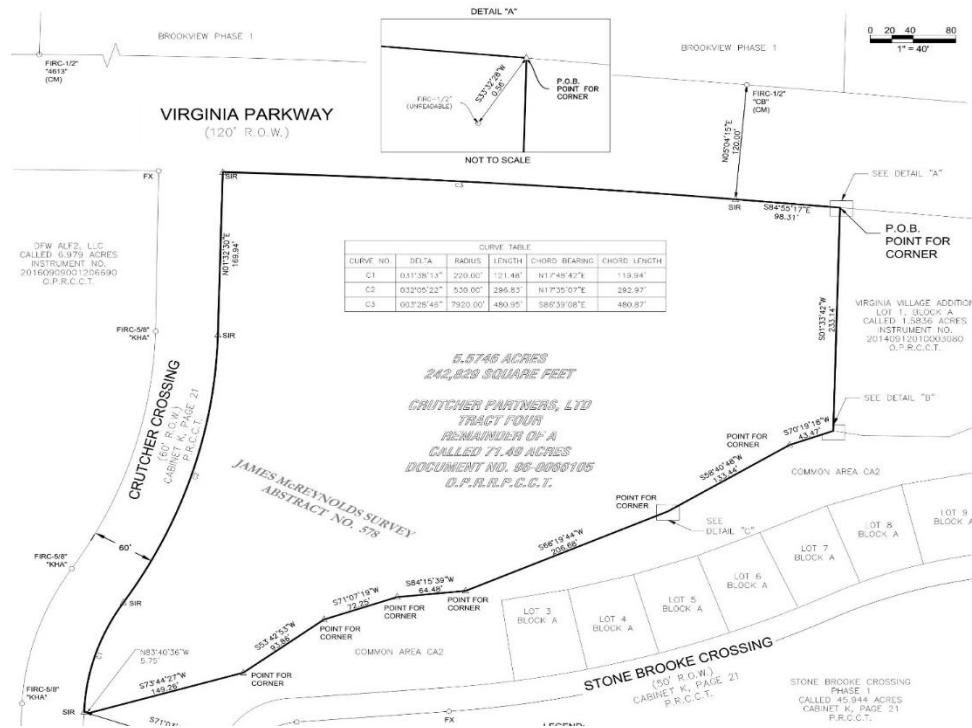 DETAIL "A"
BROOKVIEW PHASE 1
FIRC-1/2"
"4613"
(CM)
VIRGINIA PARKWAY
(120' R.O.W.)
S33°32'28"W
0.56'
FIRC-1/2"
(UNREADABLE)
P.O.B.
POINT FOR
CORNER
NOT TO SCALE
BROOKVIEW PHASE 1
0 20 40 80
1" = 40'
FIRC-1/2"
"CB"
(CM)
N05°04'15"E
120.00'
SEE DETAIL "A"
FX
SIR
C3
SIR
S84°55'17"E
98.31'
P.O.B.
POINT FOR
CORNER
N01°32'30"E
169.94'
DFW ALF2, LLC
CALLED 6.979 ACRES
INSTRUMENT NO.
20160909001206690
O.P.R.C.C.T.
CURVE TABLE
CURVE NO. DELTA RADIUS LENGTH CHORD BEARING CHORD LENGTH
C1 031°38'13" 220.00' 121.48' N17°48'42"E 119.94'
C2 032°05'22" 530.00' 296.83' N17°35'07"E 292.97'
C3 003°28'46" 7920.00' 480.95' S86°39'08"E 480.87'
S01°33'42"W
233.14'
VIRGINIA VILLAGE ADDITION
LOT 1, BLOCK A
CALLED 1.5836 ACRES
INSTRUMENT NO.
20140912010003080
O.P.R.C.C.T.
FIRC-5/8"
"KHA"
SIR
5.5746 ACRES
242,829 SQUARE FEET
CRUTCHER PARTNERS, LTD
TRACT FOUR
REMAINDER OF A
CALLED 71.49 ACRES
DOCUMENT NO. 96-0086105
O.P.R.R.P.C.C.T.
SEE DETAIL "B"
CRUTCHER CROSSING
(60' R.O.W.)
CABINET K, PAGE 21
P.R.C.C.T.
C2
JAMES McREYNOLDS SURVEY
ABSTRACT NO. 578
POINT FOR
CORNER
S70°19'18"W
43.47'
S58°40'48"W
133.44'
COMMON AREA CA2
POINT FOR
CORNER
SEE
DETAIL "C"
60'
FIRC-5/8"
"KHA"
SIR
S68°19'44"W
206.68'
S84°15'39"W
64.48'
POINT FOR
CORNER
POINT FOR
CORNER
S71°07'19"W
72.25'
POINT FOR
CORNER
S53°42'53"W
93.86'
COMMON AREA CA2
POINT FOR
CORNER
LOT 3
BLOCK A
LOT 4
BLOCK A
LOT 5
BLOCK A
LOT 6
BLOCK A
LOT 7
BLOCK A
LOT 8
BLOCK A
LOT 9
BLOCK A
C1
N83°40'36"W
5.75'
S73°44'27"W
149.26'
FIRC-5/8"
"KHA"
SIR
FX
STONE BROOKE CROSSING
(50' R.O.W.)
CABINET K, PAGE 21
P.R.C.C.T.
STONE BROOKE CROSSING
PHASE 1
CALLED 45.944 ACRES
CABINET K, PAGE 21
P.R.C.C.T.
LEGEND: